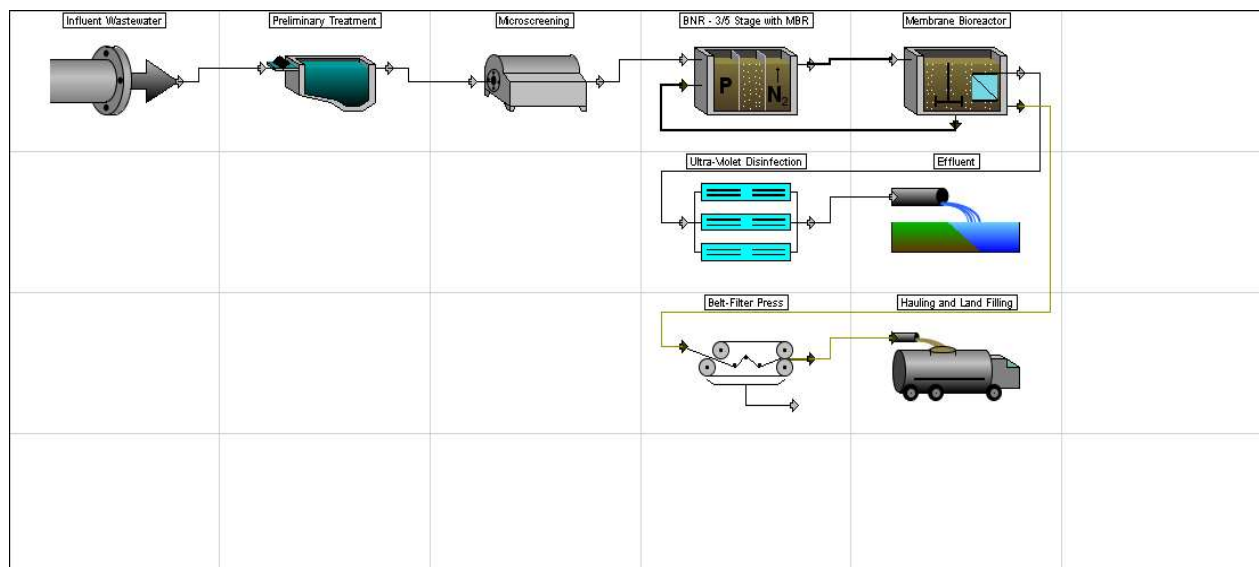 Influent Wastewater
Preliminary Treatment
Microscreening
BNR - 3/5 Stage with MBR
Membrane Bioreactor
P
N2
Ultra-Violet Disinfection
Effluent
Belt-Filter Press
Hauling and Land Filling